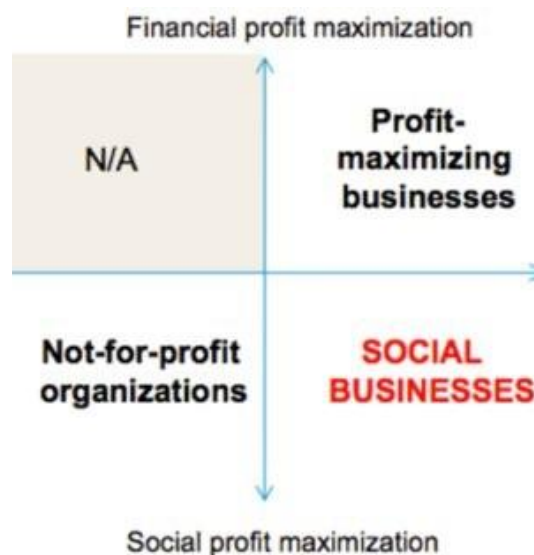 Financial profit maximization
N/A
Profit-
maximizing
businesses
Not-for-profit
organizations
SOCIAL
BUSINESSES
Social profit maximization